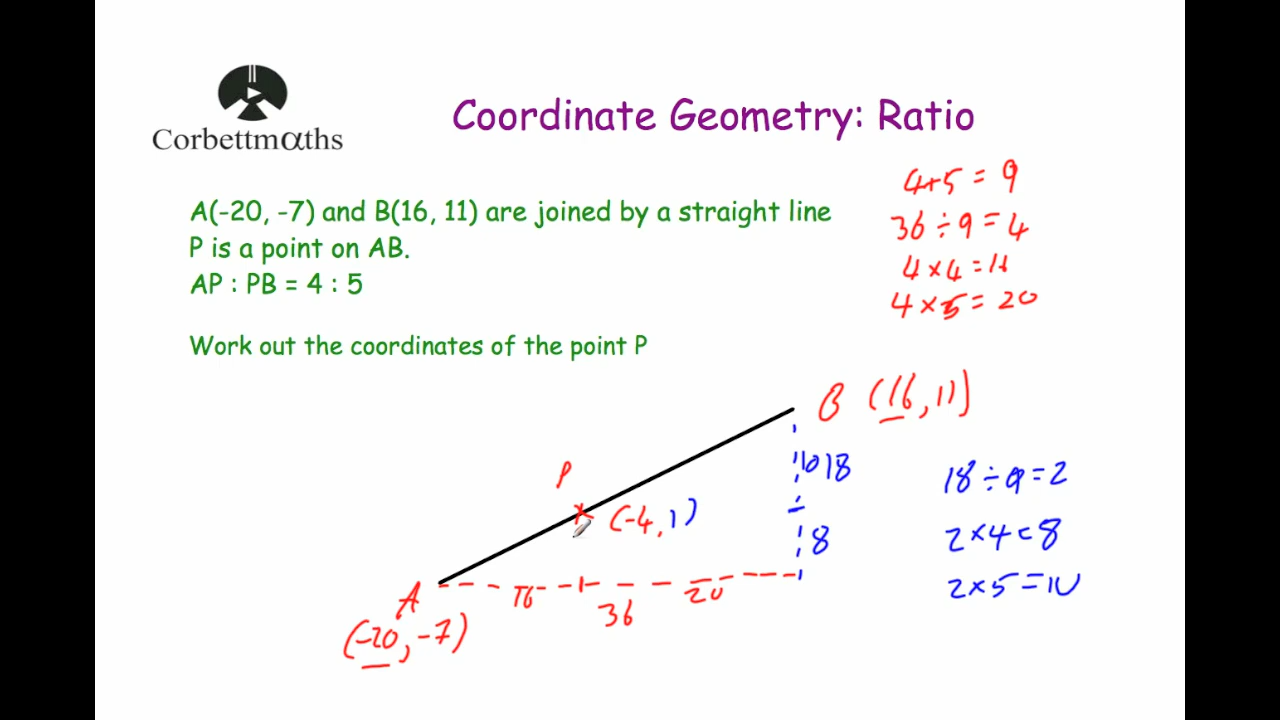 Corbettmαths
Coordinate Geometry: Ratio
A(-20, -7) and B(16, 11) are joined by a straight line
P is a point on AB.
AP : PB = 4 : 5
Work out the coordinates of the point P
4+5 = 9
36 ÷ 9 = 4
4 × 4 = 16
4 × 5 = 20
B (16, 11)
P
(-4, 1)
10 18
8
A
(-20, -7)
16
36
20
18 ÷ 9 = 2
2 × 4 = 8
2 × 5 = 10